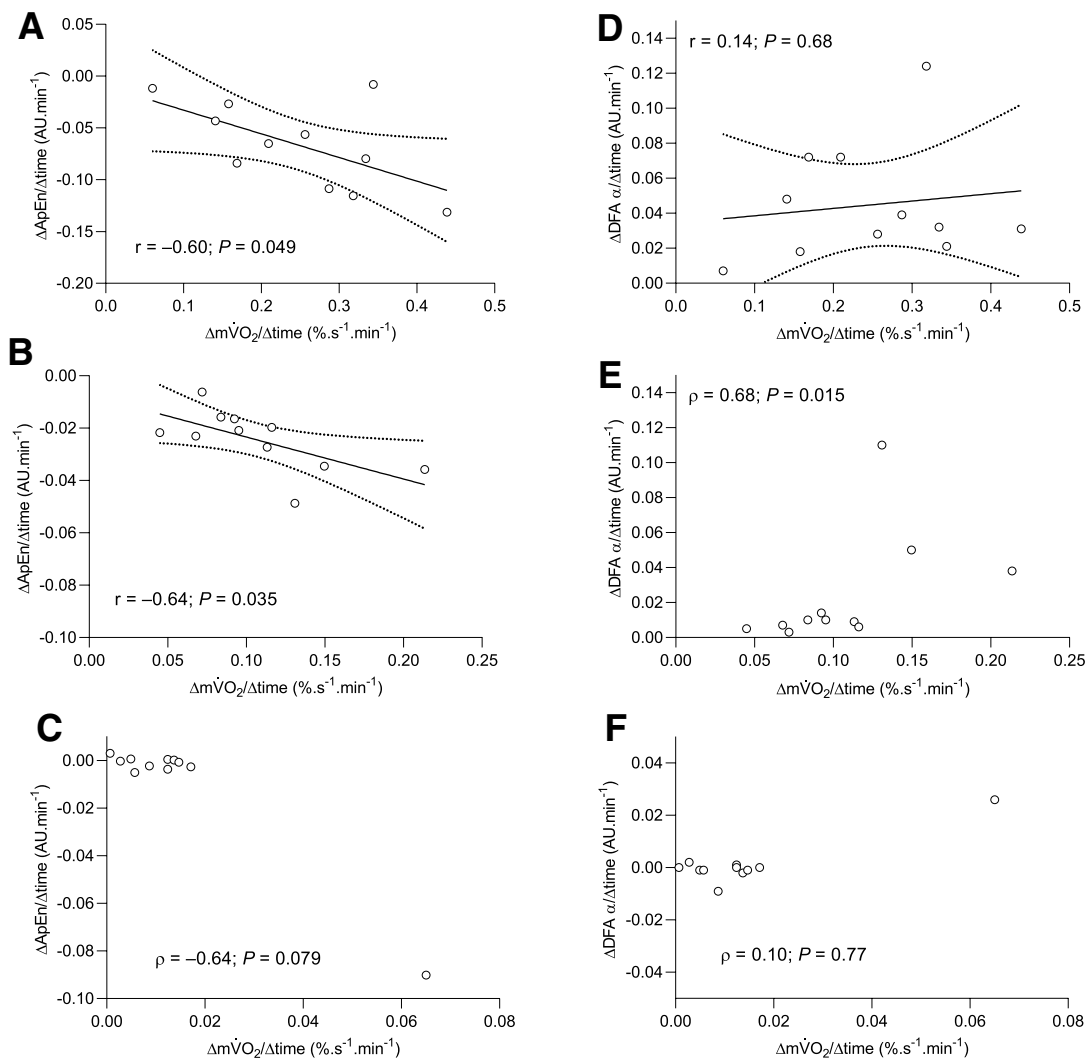 A
0.05
0.00
-0.05
-0.10
-0.15
-0.20
ΔApEn/Δtime (AU.min⁻¹)
r = –0.60; P = 0.049
0.0 0.1 0.2 0.3 0.4 0.5
ΔmV̇O₂/Δtime (%.s⁻¹.min⁻¹)
D
0.14
0.12
0.10
0.08
0.06
0.04
0.02
0.00
ΔDFA α/Δtime (AU.min⁻¹)
r = 0.14; P = 0.68
0.0 0.1 0.2 0.3 0.4 0.5
ΔmV̇O₂/Δtime (%.s⁻¹.min⁻¹)
B
0.00
-0.02
-0.04
-0.06
-0.08
-0.10
ΔApEn/Δtime (AU.min⁻¹)
r = –0.64; P = 0.035
0.00 0.05 0.10 0.15 0.20 0.25
ΔmV̇O₂/Δtime (%.s⁻¹.min⁻¹)
E
0.14
0.12
0.10
0.08
0.06
0.04
0.02
0.00
ΔDFA α/Δtime (AU.min⁻¹)
ρ = 0.68; P = 0.015
0.00 0.05 0.10 0.15 0.20 0.25
ΔmV̇O₂/Δtime (%.s⁻¹.min⁻¹)
C
0.00
-0.02
-0.04
-0.06
-0.08
-0.10
ΔApEn/Δtime (AU.min⁻¹)
ρ = –0.64; P = 0.079
0.00 0.02 0.04 0.06 0.08
ΔmV̇O₂/Δtime (%.s⁻¹.min⁻¹)
F
0.04
0.02
0.00
-0.02
-0.04
ΔDFA α/Δtime (AU.min⁻¹)
ρ = 0.10; P = 0.77
0.00 0.02 0.04 0.06 0.08
ΔmV̇O₂/Δtime (%.s⁻¹.min⁻¹)